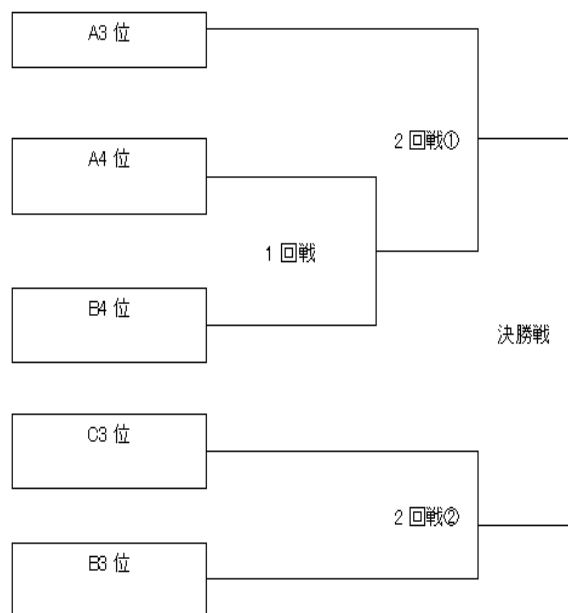 A3 位
2 回戦①
A4 位
1 回戦
B4 位
決勝戦
C3 位
2 回戦②
B3 位